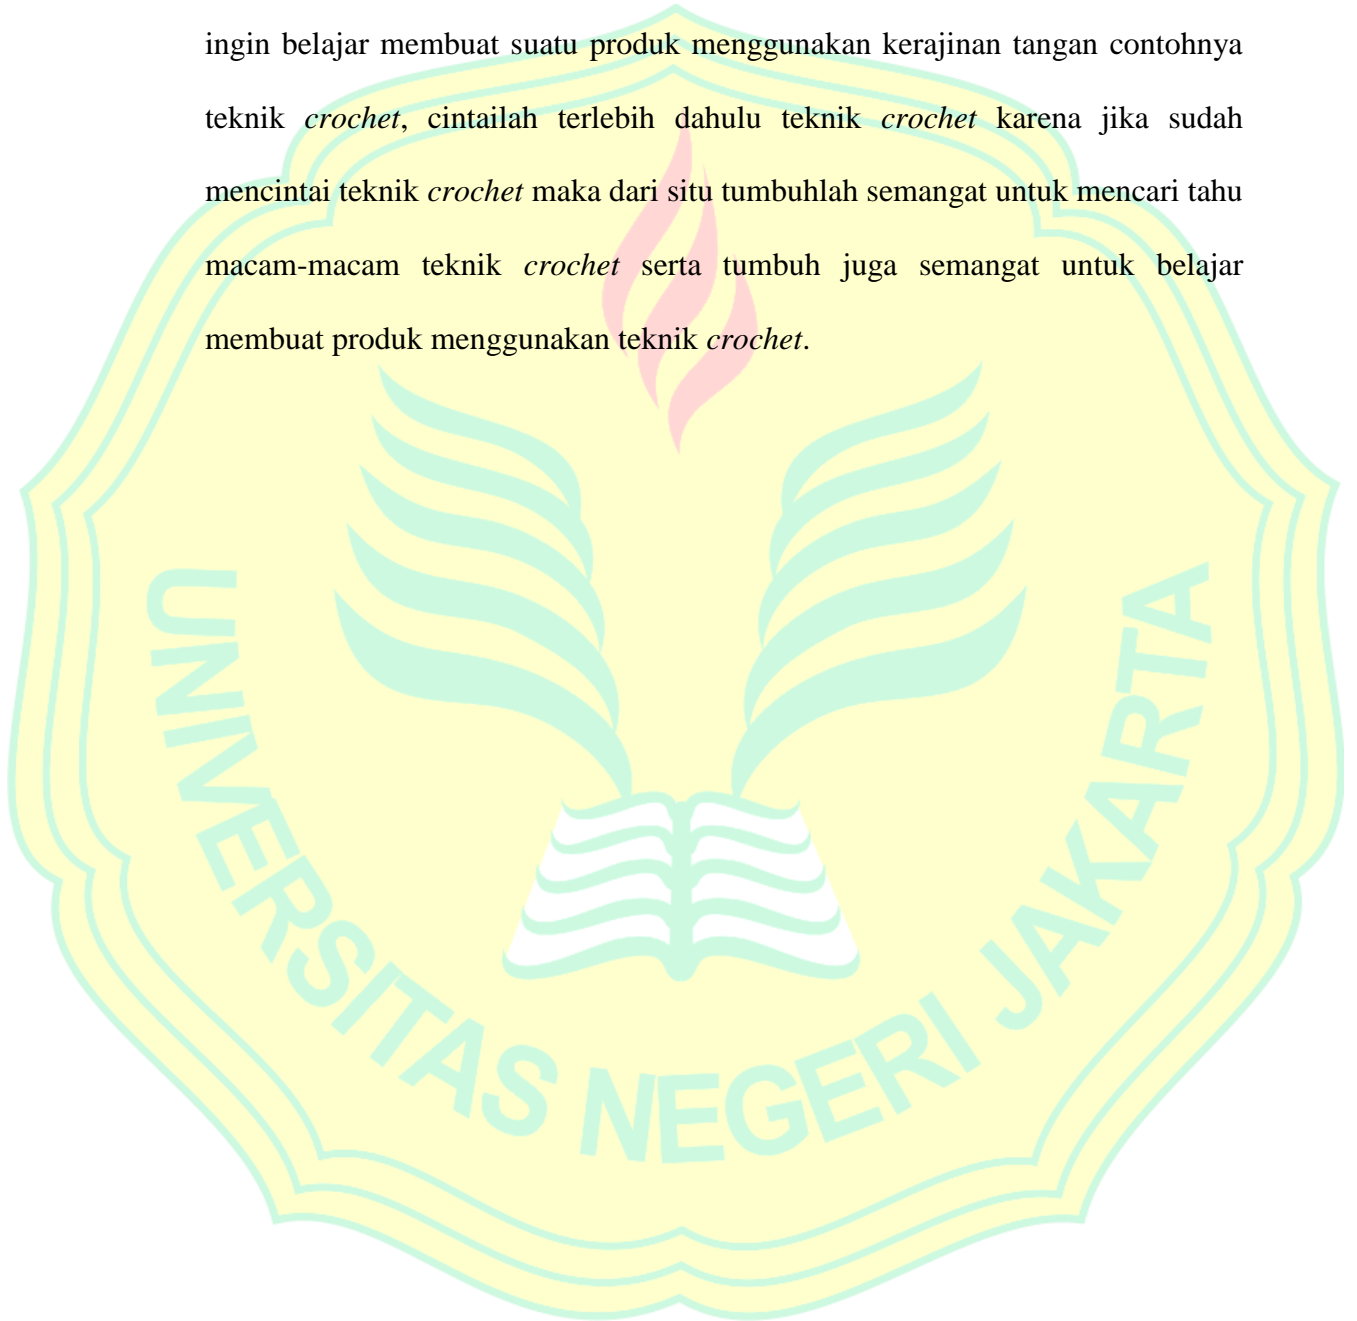 ingin belajar membuat suatu produk menggunakan kerajinan tangan contohnya
teknik crochet, cintailah terlebih dahulu teknik crochet karena jika sudah
mencintai teknik crochet maka dari situ tumbuhlah semangat untuk mencari tahu
macam-macam teknik crochet serta tumbuh juga semangat untuk belajar
membuat produk menggunakan teknik crochet.
UNIVERSITAS NEGERI JAKARTA